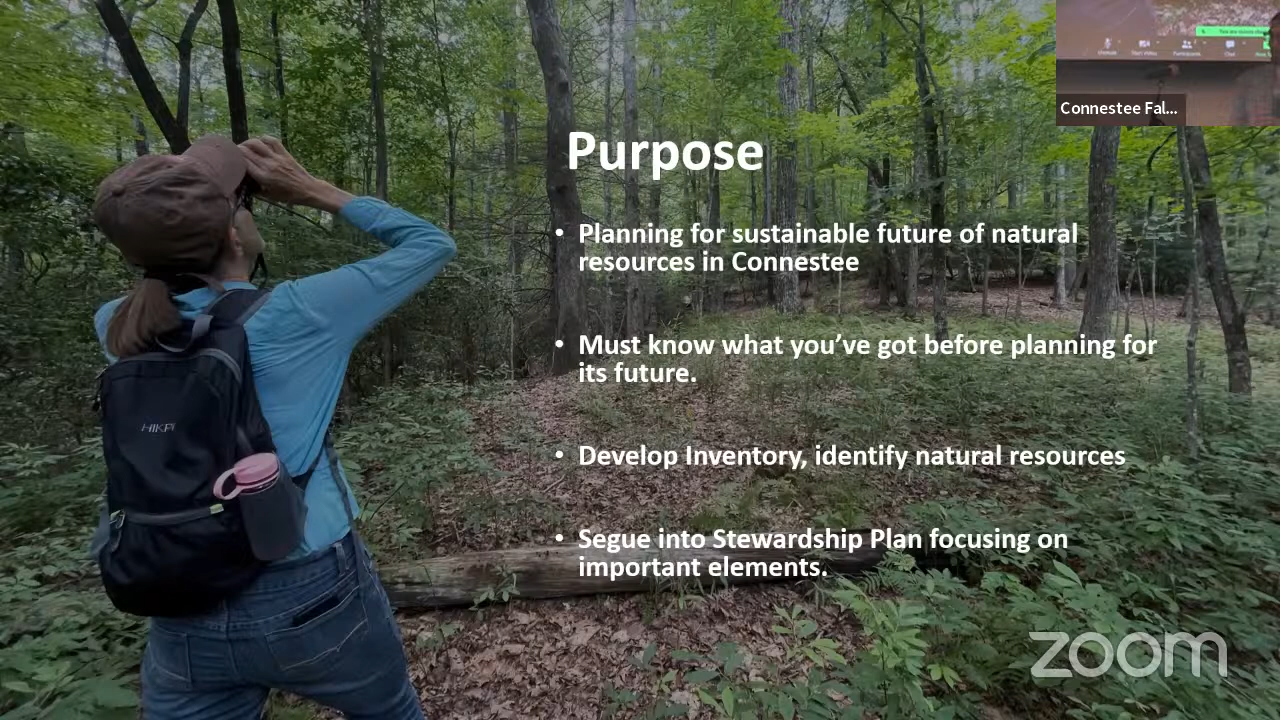 Connestee Fal...
Purpose
• Planning for sustainable future of natural
resources in Connestee
• Must know what you’ve got before planning for
its future.
• Develop Inventory, identify natural resources
• Segue into Stewardship Plan focusing on
important elements.
zoom